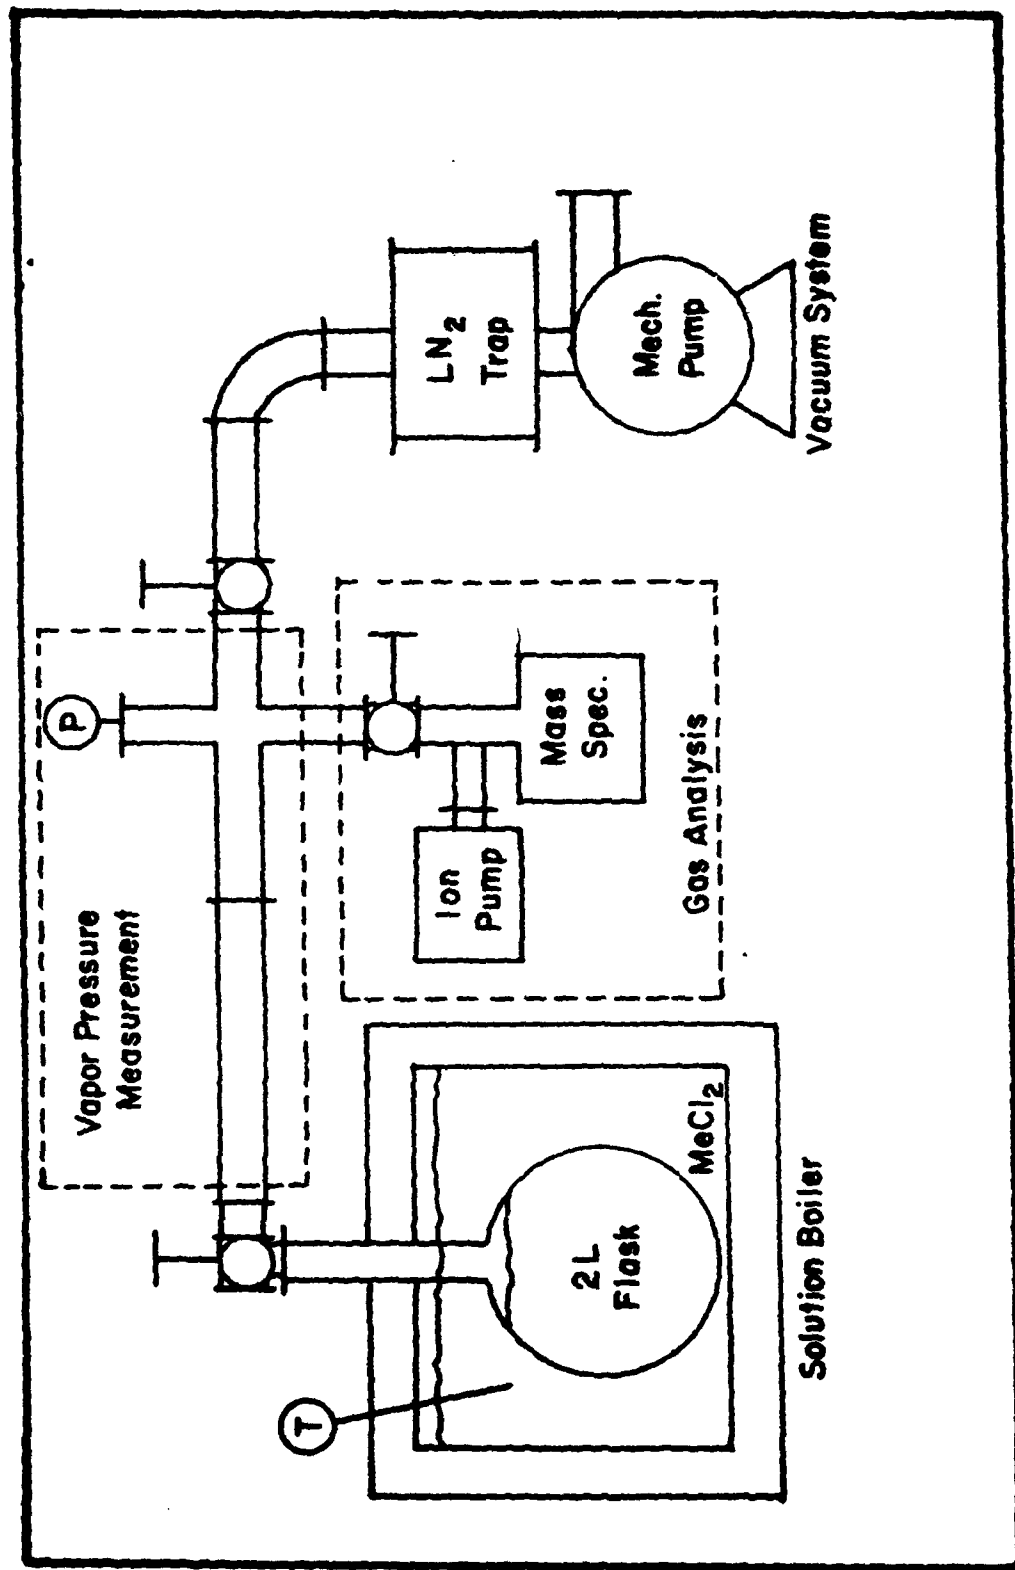 Vapor Pressure
Measurement
P
T
2L
Flask
MeCl₂
Solution Boiler
Ion
Pump
Mass
Spec.
Gas Analysis
LN₂
Trap
Mech.
Pump
Vacuum System